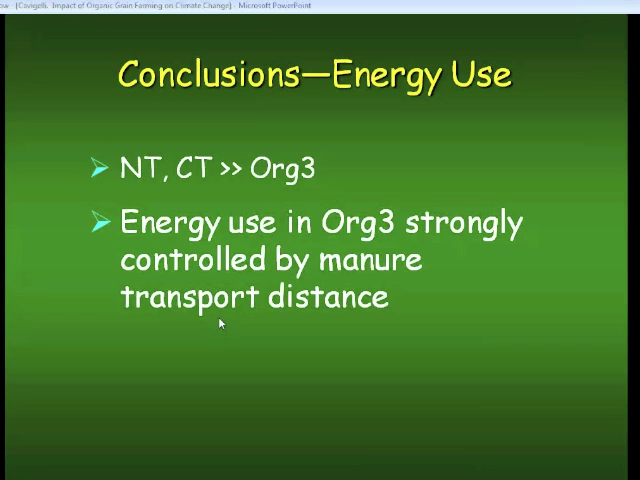 ow - [Cavigelli, Impact of Organic Grain Farming on Climate Change] - Microsoft PowerPoint
Conclusions—Energy Use
NT, CT >> Org3
Energy use in Org3 strongly
controlled by manure
transport distance